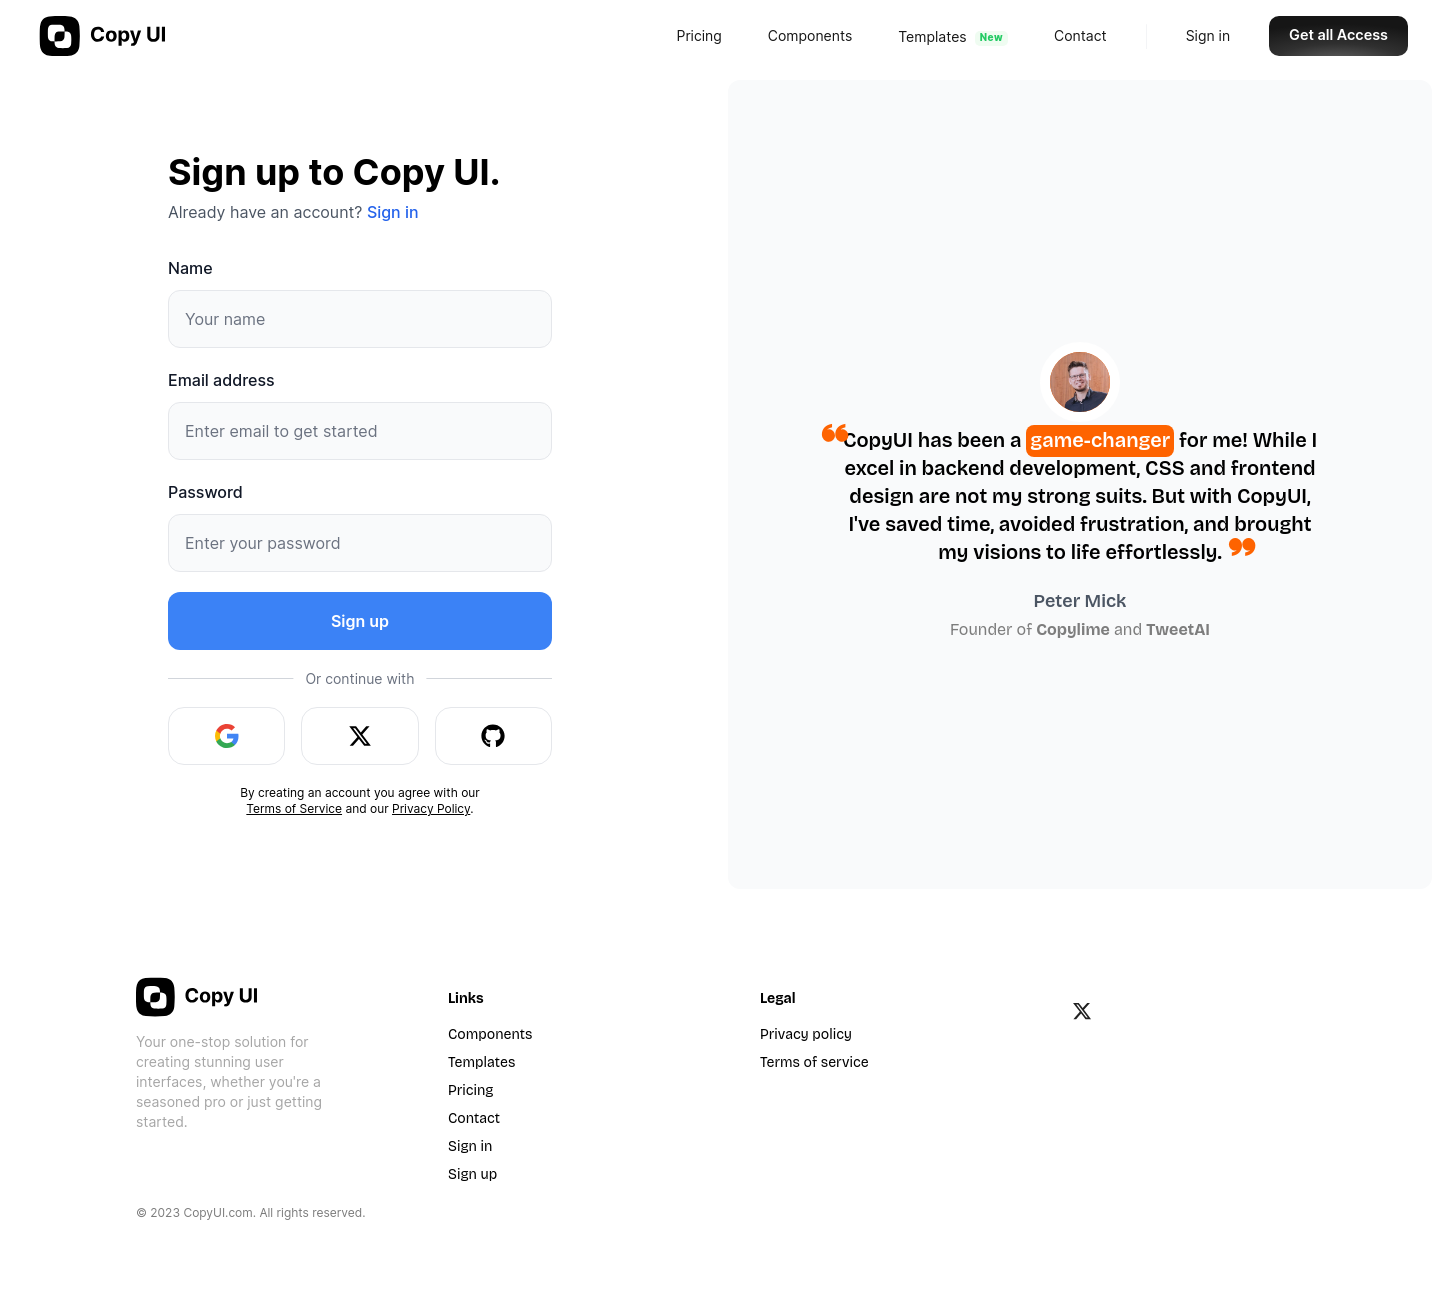 Copy UI
Pricing
Components
Templates New
Contact
Sign in
Get all Access
Sign up to Copy UI.
Already have an account? Sign in
Name
Your name
Email address
Enter email to get started
Password
Enter your password
Sign up
Or continue with
By creating an account you agree with our
Terms of Service and our Privacy Policy.
❝CopyUI has been a game-changer for me! While I
excel in backend development, CSS and frontend
design are not my strong suits. But with CopyUI,
I've saved time, avoided frustration, and brought
my visions to life effortlessly. ❞
Peter Mick
Founder of Copylime and TweetAI
Copy UI
Your one-stop solution for
creating stunning user
interfaces, whether you're a
seasoned pro or just getting
started.
Links
Components
Templates
Pricing
Contact
Sign in
Sign up
Legal
Privacy policy
Terms of service
© 2023 CopyUI.com. All rights reserved.